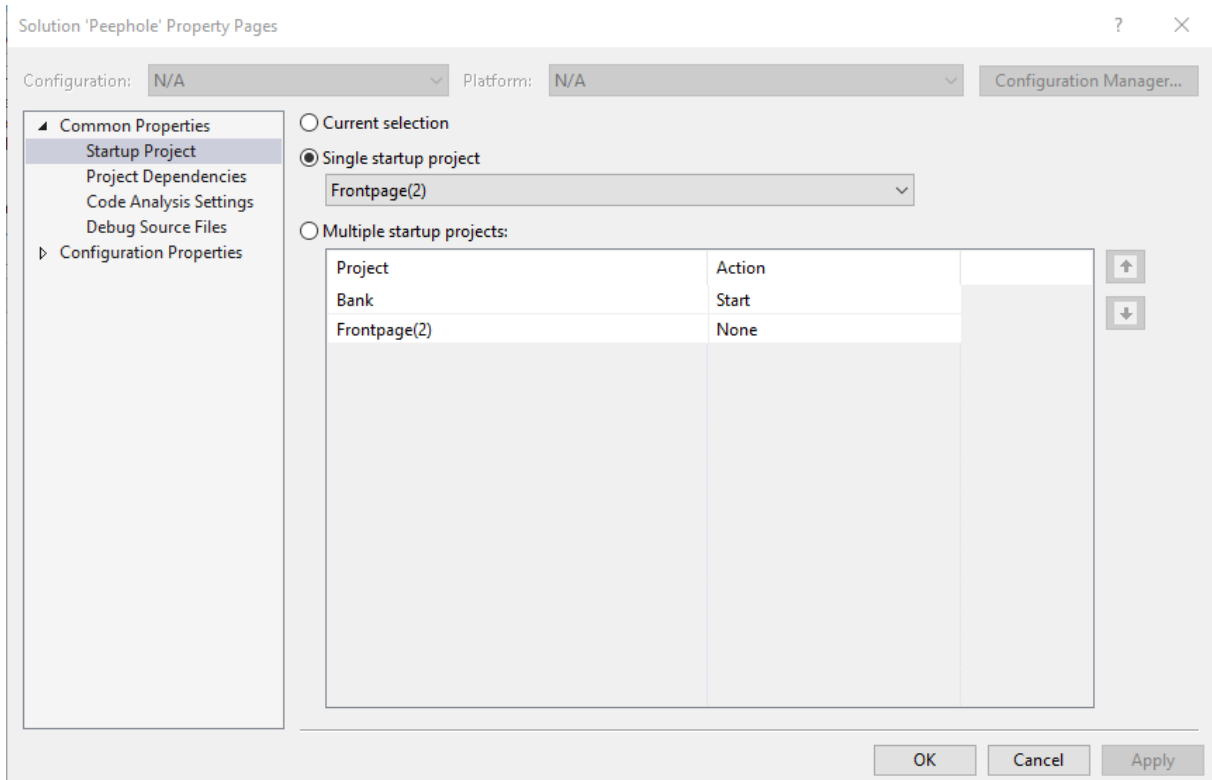 Solution 'Peephole' Property Pages
?
Configuration: N/A Platform: N/A Configuration Manager...
Common Properties
Startup Project
Project Dependencies
Code Analysis Settings
Debug Source Files
Configuration Properties
Current selection
Single startup project
Frontpage(2)
Multiple startup projects:
Project Action
Bank Start
Frontpage(2) None
OK Cancel Apply